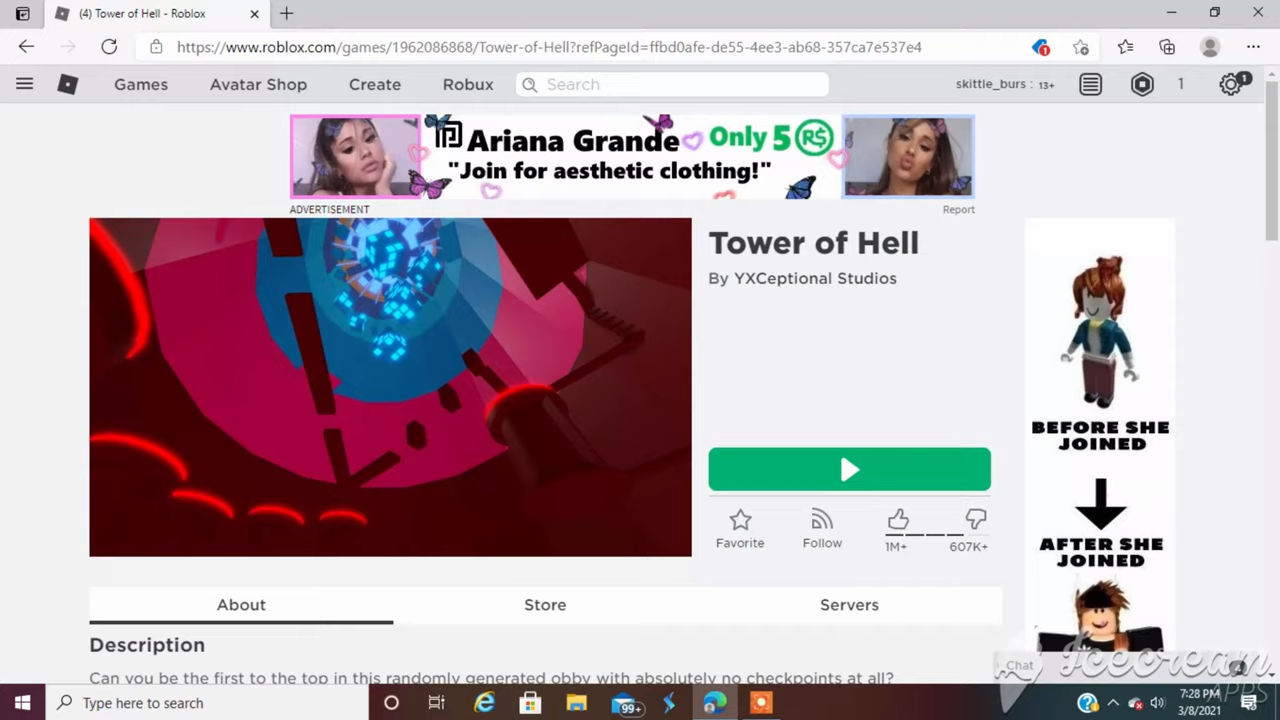 (4) Tower of Hell - Roblox
https://www.roblox.com/games/1962086868/Tower-of-Hell?refPageId=ffbd0afe-de55-4ee3-ab68-357ca7e537e4
1
Games Avatar Shop Create Robux Search skittle_burs : 13+ 1 1
Ariana Grande Only 5 R$
"Join for aesthetic clothing!"
ADVERTISEMENT Report
Tower of Hell
By YXCeptional Studios
Favorite Follow 1M+ 607K+
BEFORE SHE
JOINED
AFTER SHE
JOINED
About Store Servers
Description
Can you be the first to the top in this randomly generated obby with absolutely no checkpoints at all?
Chat
Icecream
APPS
Type here to search
99+
7:28 PM
3/8/2021